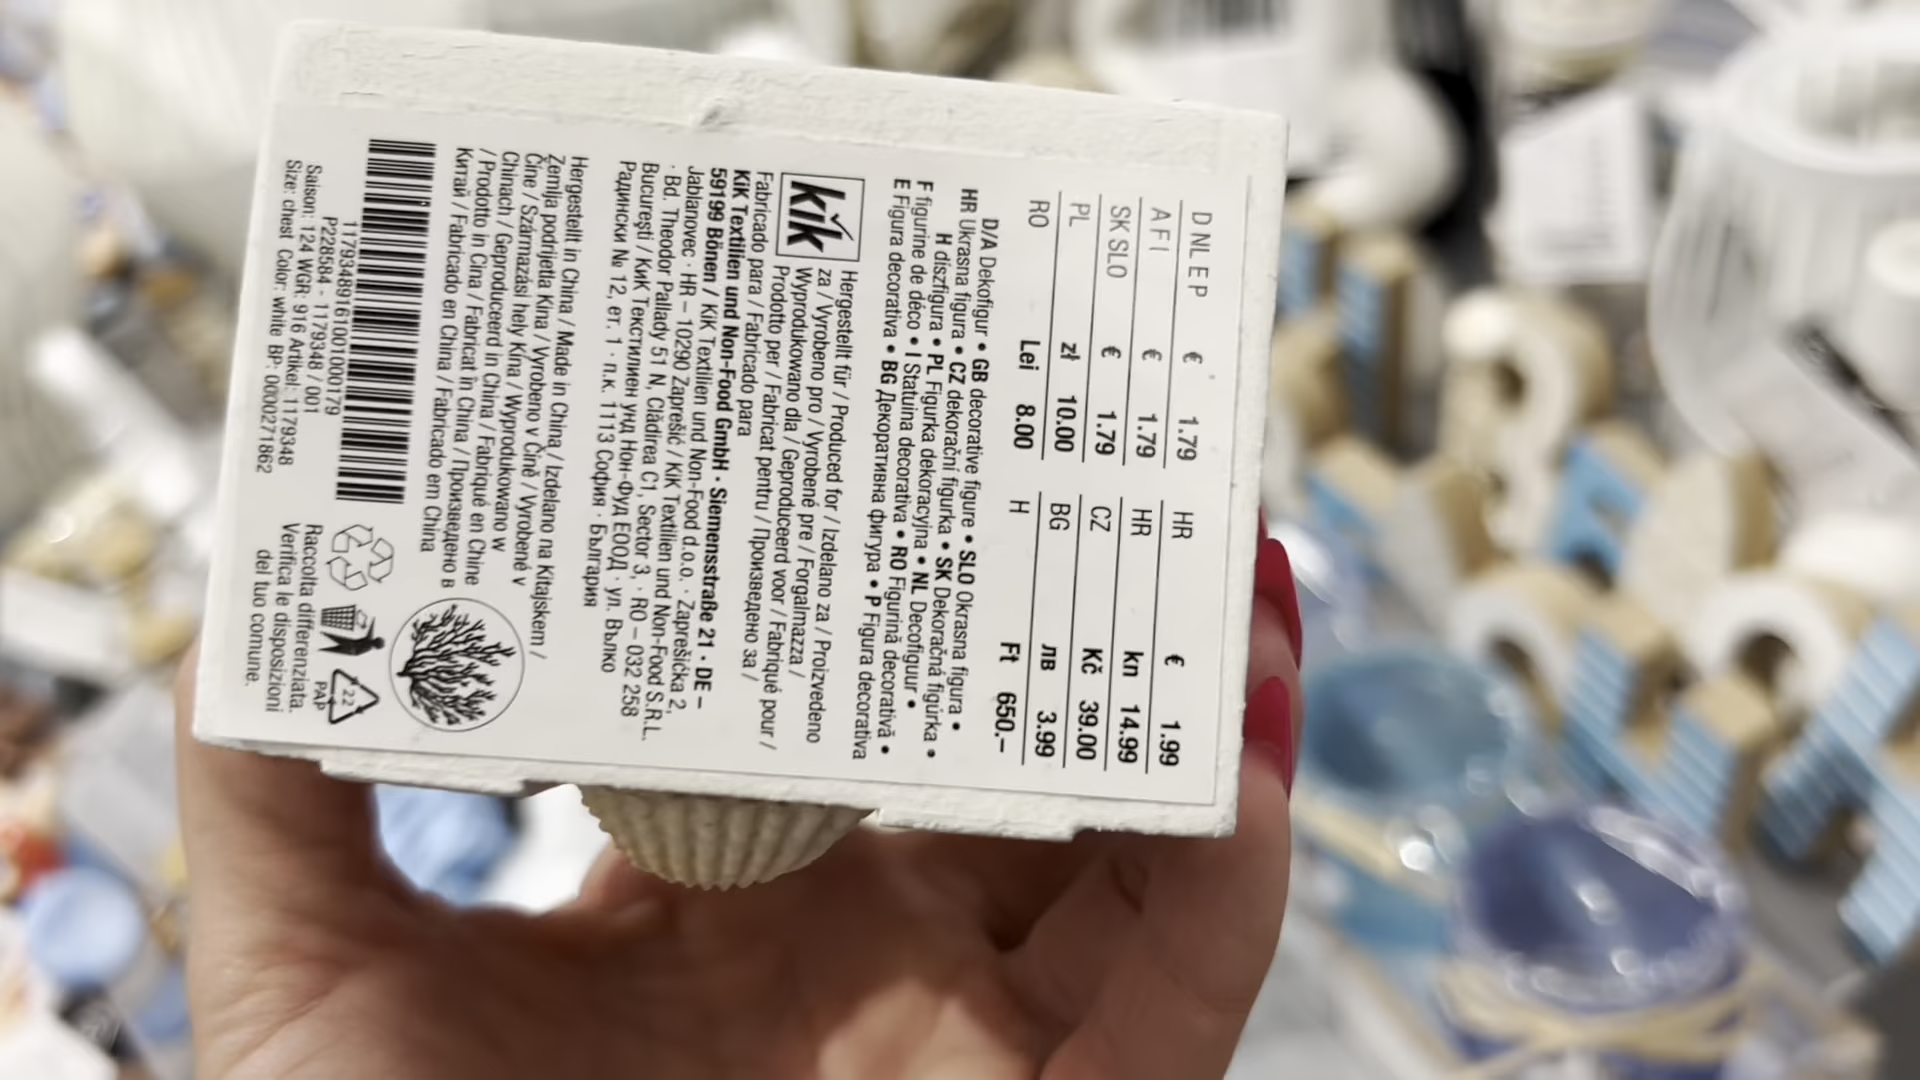 D NL E P € 1.79
A F I € 1.79
SK SLO € 1.79
PL zł 10.00
RO Lei 8.00
HR € 1.99
HR kn 14.99
CZ Kč 39.00
BG лв 3.99
H Ft 650.–
D/A Dekofigur • GB decorative figure • SLO Okrasna figura •
HR Ukrasna figura • CZ dekorační figurka • SK Dekoračná figúrka •
H díszfigura • PL Figurka dekoracyjna • NL Decofiguur •
F figurine de déco • I Statuina decorativa • RO Figurină decorativă •
E Figura decorativa • BG Декоративна фигура • P Figura decorativa
kik
Hergestellt für / Produced for / Izdelano za / Proizvedeno
za / Vyrobeno pro / Vyrobené pre / Forgalmazza /
Wyprodukowano dla / Geproduceerd voor / Fabriqué pour /
Prodotto per / Fabricat pentru / Произведено за /
Fabricado para / Fabricado para
KiK Textilien und Non-Food GmbH · Siemensstraße 21 · DE –
59199 Bönen / KiK Textilien und Non-Food d.o.o. · Zaprešićka 2,
Jablanovec · HR – 10290 Zaprešić / KiK Textilien und Non-Food S.R.L.
· Bd. Theodor Pallady 51 N, Clădirea C1, Sector 3, · RO – 032 258
Bucureşti / КиК Текстилиен унд Нон-Фуд ЕООД · ул. Вълко
Радински № 12, ет. 1 · п.к. 1113 София · България
Hergestellt in China / Made in China / Izdelano na Kitajskem /
Zemlja podrijetla Kina / Vyrobeno v Číně / Vyrobené v
Číne / Származási hely Kína / Wyprodukowano w
Chinach / Geproduceerd in China / Fabriqué en Chine
/ Prodotto in Cina / Fabricat în China / Произведено в
Китай / Fabricado en China / Fabricado em China
11793489161001000179
P228584 - 1179348 / 001
Saison: 124 WGR: 916 Artikel: 1179348
Size: chest Color: white BP: 0000271862
22
PAP
Raccolta differenziata.
Verifica le disposizioni
del tuo comune.